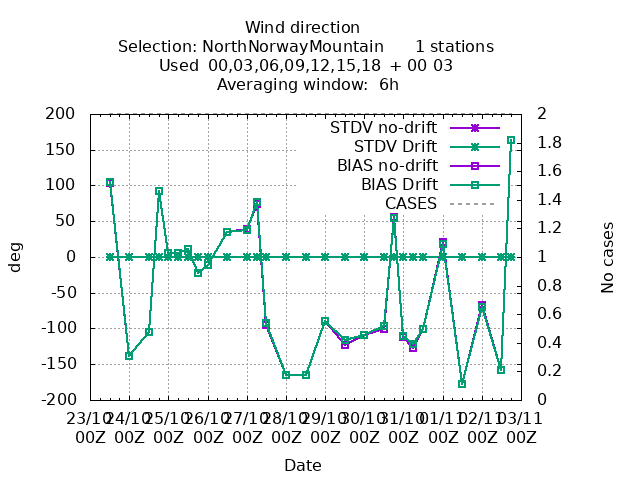 Wind direction
Selection: NorthNorwayMountain 1 stations
Used 00,03,06,09,12,15,18 + 00 03
Averaging window: 6h
200 2
150 1.8
100 1.6
50 1.4
0 1.2
-50 1
-100 0.8
-150 0.6
-200 0.4
0.2
0
STDV no-drift
STDV Drift
BIAS no-drift
BIAS Drift
CASES
deg
No cases
23/10 24/10 25/10 26/10 27/10 28/10 29/10 30/10 31/10 01/11 02/11 03/11
00Z 00Z 00Z 00Z 00Z 00Z 00Z 00Z 00Z 00Z 00Z 00Z
Date